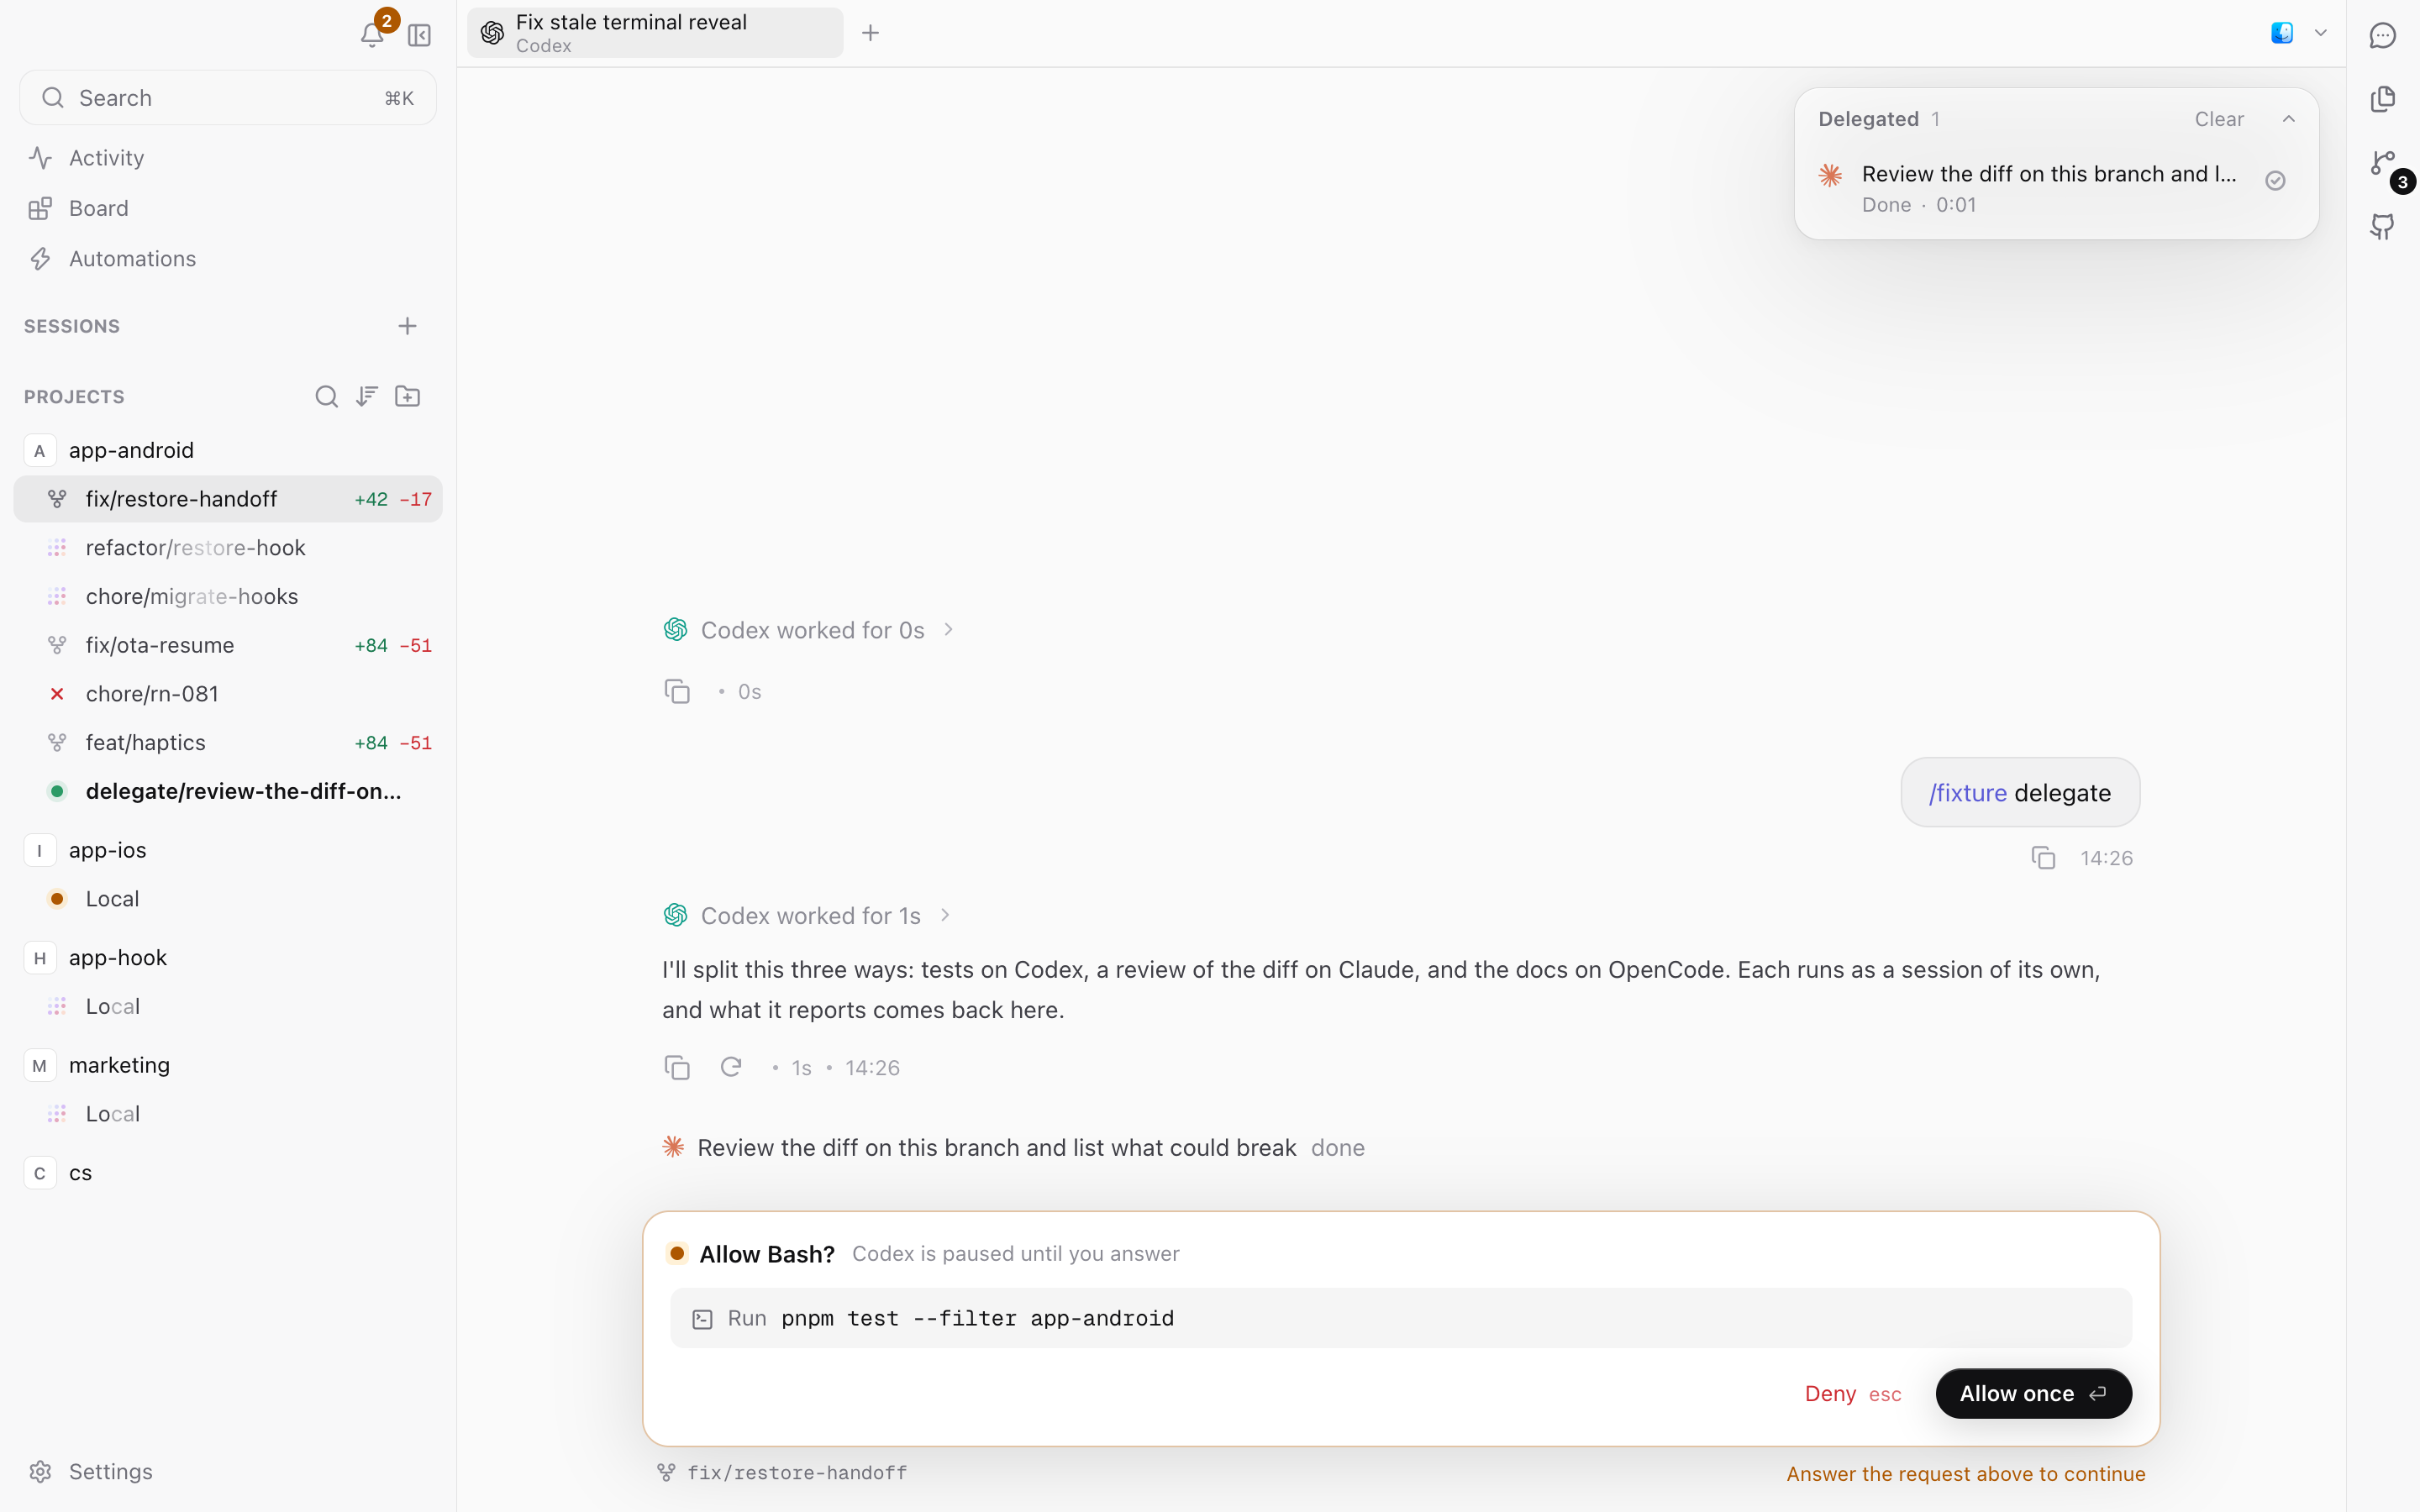 2
Search ⌘K
Activity
Board
Automations
SESSIONS
PROJECTS
A app-android
fix/restore-handoff +42 −17
refactor/restore-hook
chore/migrate-hooks
fix/ota-resume +84 −51
chore/rn-081
feat/haptics +84 −51
delegate/review-the-diff-on...
I app-ios
Local
H app-hook
Local
M marketing
Local
C cs
Settings
Fix stale terminal reveal
Codex
Delegated 1 Clear
Review the diff on this branch and l...
Done · 0:01
3
Codex worked for 0s
• 0s
/fixture delegate
14:26
Codex worked for 1s
I'll split this three ways: tests on Codex, a review of the diff on Claude, and the docs on OpenCode. Each runs as a session of its own,
and what it reports comes back here.
• 1s • 14:26
Review the diff on this branch and list what could break done
Allow Bash? Codex is paused until you answer
Run pnpm test --filter app-android
Deny esc Allow once
fix/restore-handoff Answer the request above to continue